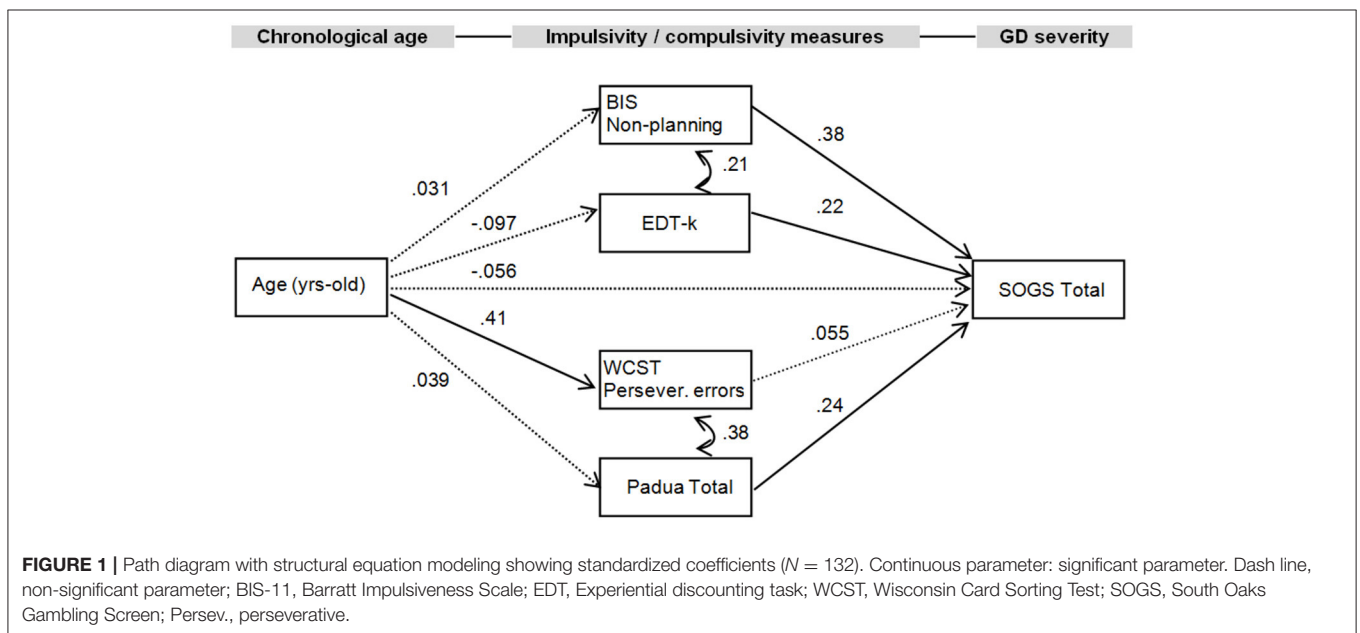 Chronological age
Impulsivity / compulsivity measures
GD severity
BIS
Non-planning
.38
.21
.031
EDT-k
.22
-.097
-.056
Age (yrs-old)
SOGS Total
.41
.055
WCST
Persever. errors
.039
.24
.38
Padua Total
FIGURE 1 | Path diagram with structural equation modeling showing standardized coefficients (N = 132). Continuous parameter: significant parameter. Dash line,
non-significant parameter; BIS-11, Barratt Impulsiveness Scale; EDT, Experiential discounting task; WCST, Wisconsin Card Sorting Test; SOGS, South Oaks
Gambling Screen; Persev., perseverative.